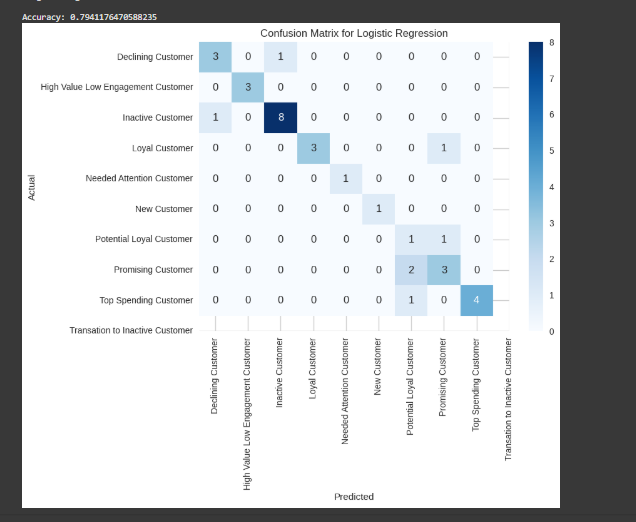 Accuracy: 0.7941176470588235
Confusion Matrix for Logistic Regression
Declining Customer 3 0 1 0 0 0 0 0 0
High Value Low Engagement Customer 0 3 0 0 0 0 0 0 0
Inactive Customer 1 0 8 0 0 0 0 0 0
Loyal Customer 0 0 0 3 0 0 0 1 0
Needed Attention Customer 0 0 0 0 1 0 0 0 0
New Customer 0 0 0 0 0 1 0 0 0
Potential Loyal Customer 0 0 0 0 0 0 1 1 0
Promising Customer 0 0 0 0 0 0 2 3 0
Top Spending Customer 0 0 0 0 0 0 1 0 4
Transation to Inactive Customer
Actual
Declining Customer
High Value Low Engagement Customer
Inactive Customer
Loyal Customer
Needed Attention Customer
New Customer
Potential Loyal Customer
Promising Customer
Top Spending Customer
Transation to Inactive Customer
Predicted
8
7
6
5
4
3
2
1
0